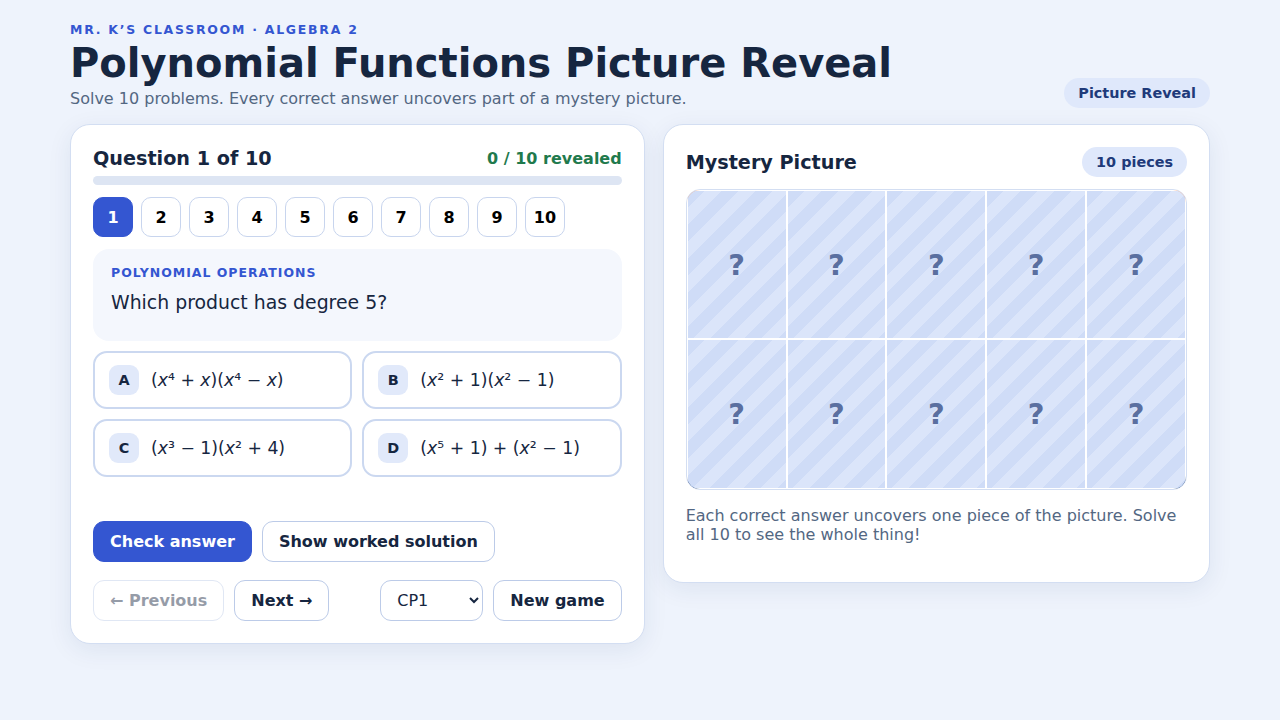 MR. K’S CLASSROOM · ALGEBRA 2
Polynomial Functions Picture Reveal
Solve 10 problems. Every correct answer uncovers part of a mystery picture.
Picture Reveal
Question 1 of 10
0 / 10 revealed
1 2 3 4 5 6 7 8 9 10
POLYNOMIAL OPERATIONS
Which product has degree 5?
A (x⁴ + x)(x⁴ − x)
B (x² + 1)(x² − 1)
C (x³ − 1)(x² + 4)
D (x⁵ + 1) + (x² − 1)
Check answer
Show worked solution
← Previous
Next →
CP1
New game
Mystery Picture
10 pieces
? ? ? ? ?
? ? ? ? ?
Each correct answer uncovers one piece of the picture. Solve
all 10 to see the whole thing!